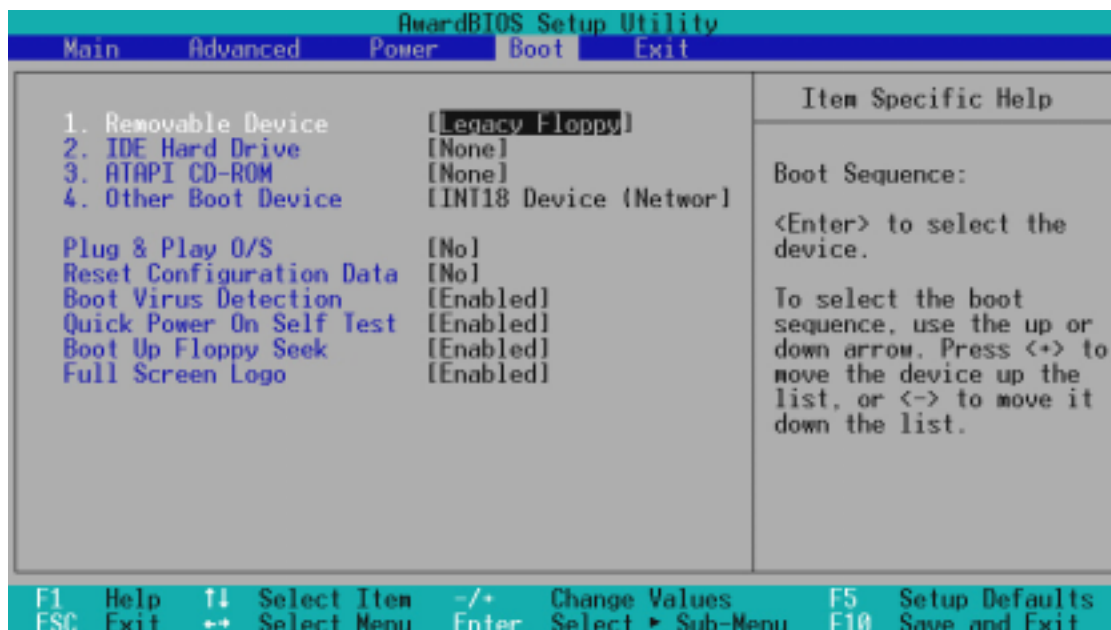 AwardBIOS Setup Utility
Main Advanced Power Boot Exit
1. Removable Device [Legacy Floppy]
2. IDE Hard Drive [None]
3. ATAPI CD-ROM [None]
4. Other Boot Device [INT18 Device (Networ]
Plug & Play O/S [No]
Reset Configuration Data [No]
Boot Virus Detection [Enabled]
Quick Power On Self Test [Enabled]
Boot Up Floppy Seek [Enabled]
Full Screen Logo [Enabled]
Item Specific Help
Boot Sequence:
<Enter> to select the
device.
To select the boot
sequence, use the up or
down arrow. Press <+> to
move the device up the
list, or <-> to move it
down the list.
F1 Help ↑↓ Select Item -/+ Change Values F5 Setup Defaults
ESC Exit ←→ Select Menu Enter Select ► Sub-Menu F10 Save and Exit